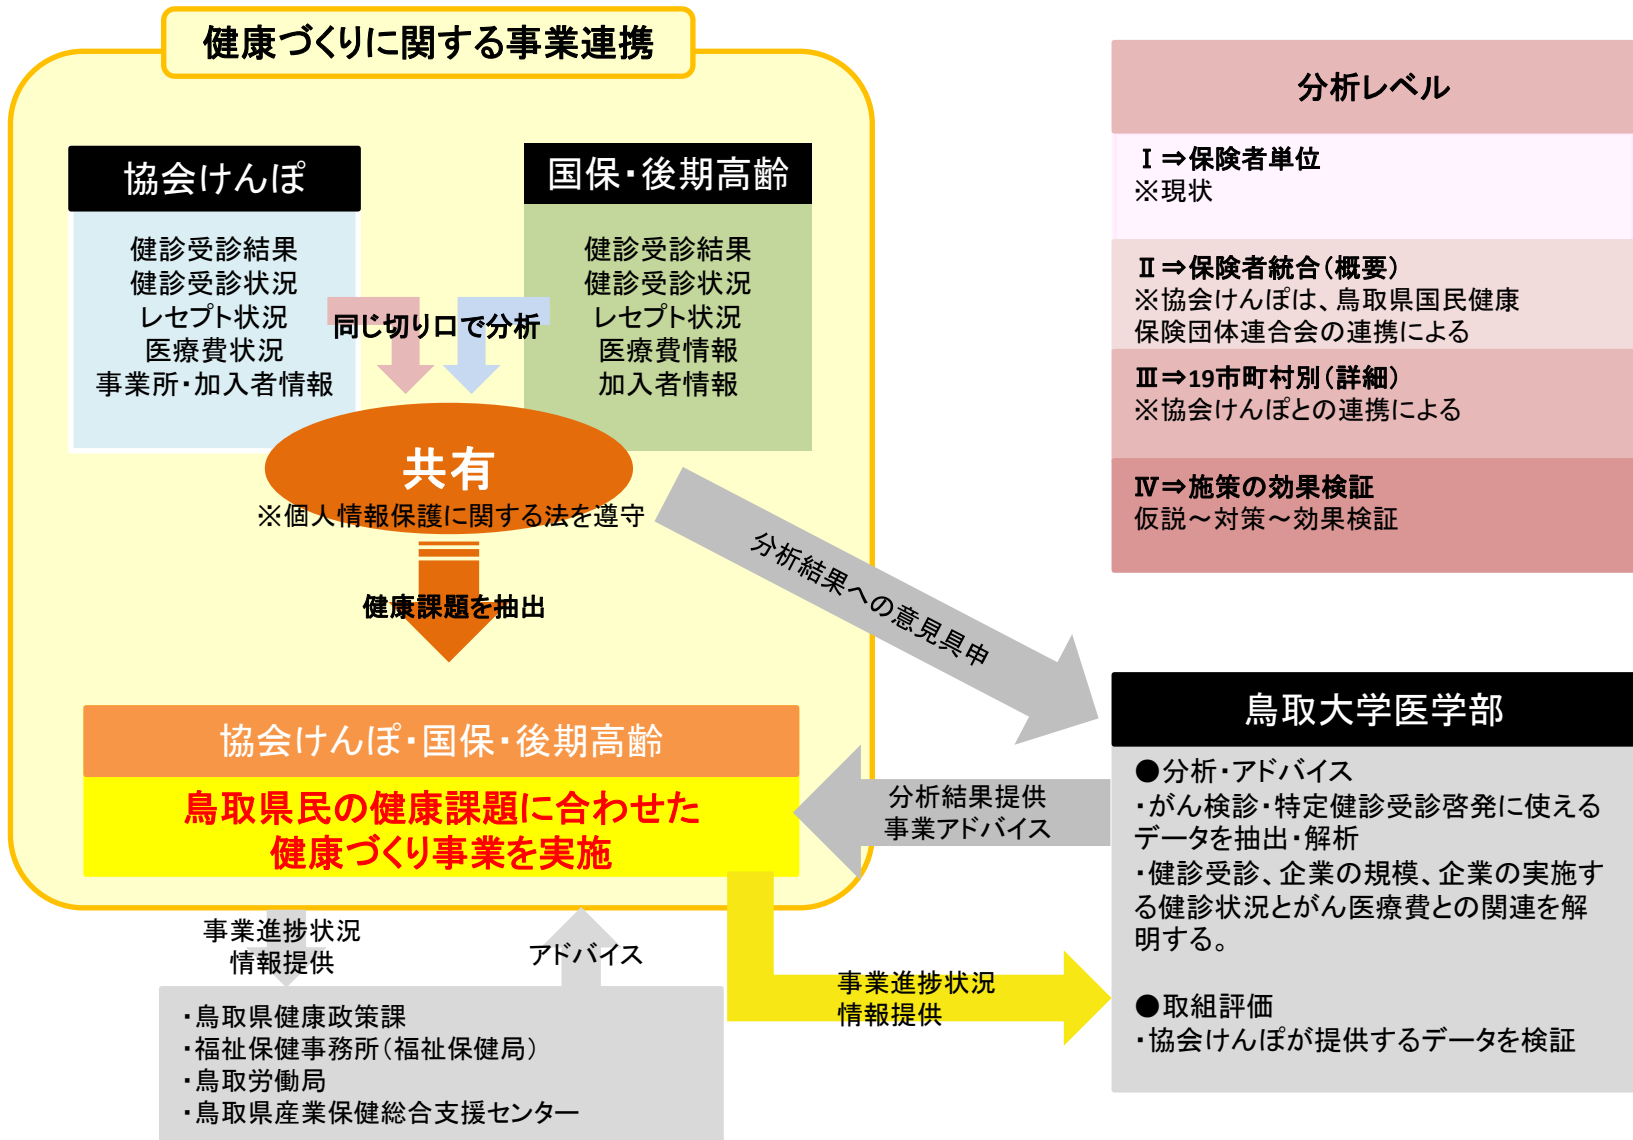 健康づくりに関する事業連携
協会けんぽ
健診受診結果
健診受診状況
レセプト状況
医療費状況
事業所・加入者情報
国保・後期高齢
健診受診結果
健診受診状況
レセプト状況
医療費情報
加入者情報
同じ切り口で分析
共有
※個人情報保護に関する法を遵守
健康課題を抽出
協会けんぽ・国保・後期高齢
鳥取県民の健康課題に合わせた
健康づくり事業を実施
事業進捗状況
情報提供
アドバイス
・鳥取県健康政策課
・福祉保健事務所（福祉保健局）
・鳥取労働局
・鳥取県産業保健総合支援センター
分析結果への意見具申
分析結果提供
事業アドバイス
事業進捗状況
情報提供
分析レベル
Ⅰ⇒保険者単位
※現状
Ⅱ⇒保険者統合（概要）
※協会けんぽは、鳥取県国民健康
保険団体連合会の連携による
Ⅲ⇒19市町村別（詳細）
※協会けんぽとの連携による
Ⅳ⇒施策の効果検証
仮説～対策～効果検証
鳥取大学医学部
●分析・アドバイス
・がん検診・特定健診受診啓発に使える
データを抽出・解析
・健診受診、企業の規模、企業の実施す
る健診状況とがん医療費との関連を解
明する。
●取組評価
・協会けんぽが提供するデータを検証